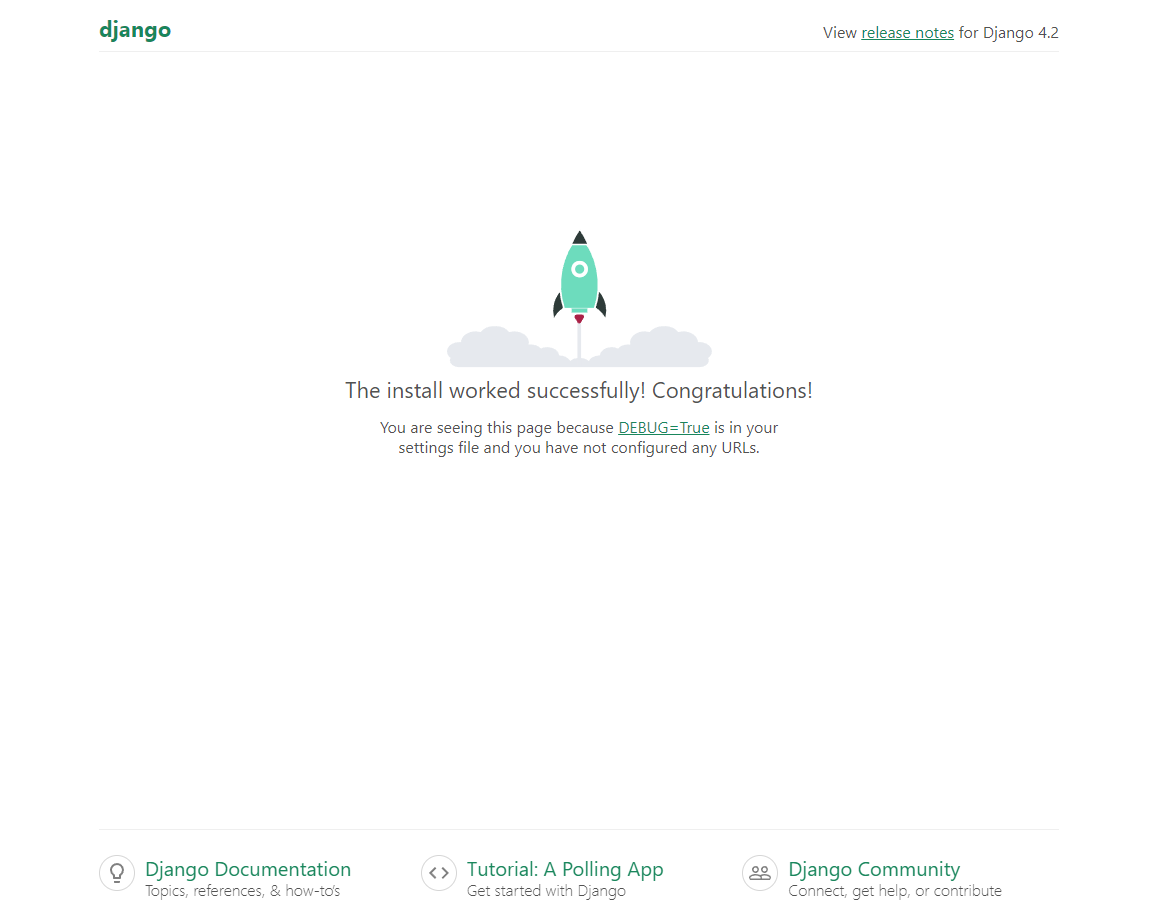 django
View release notes for Django 4.2
The install worked successfully! Congratulations!
You are seeing this page because DEBUG=True is in your
settings file and you have not configured any URLs.
Django Documentation
Topics, references, & how-to’s
Tutorial: A Polling App
Get started with Django
Django Community
Connect, get help, or contribute